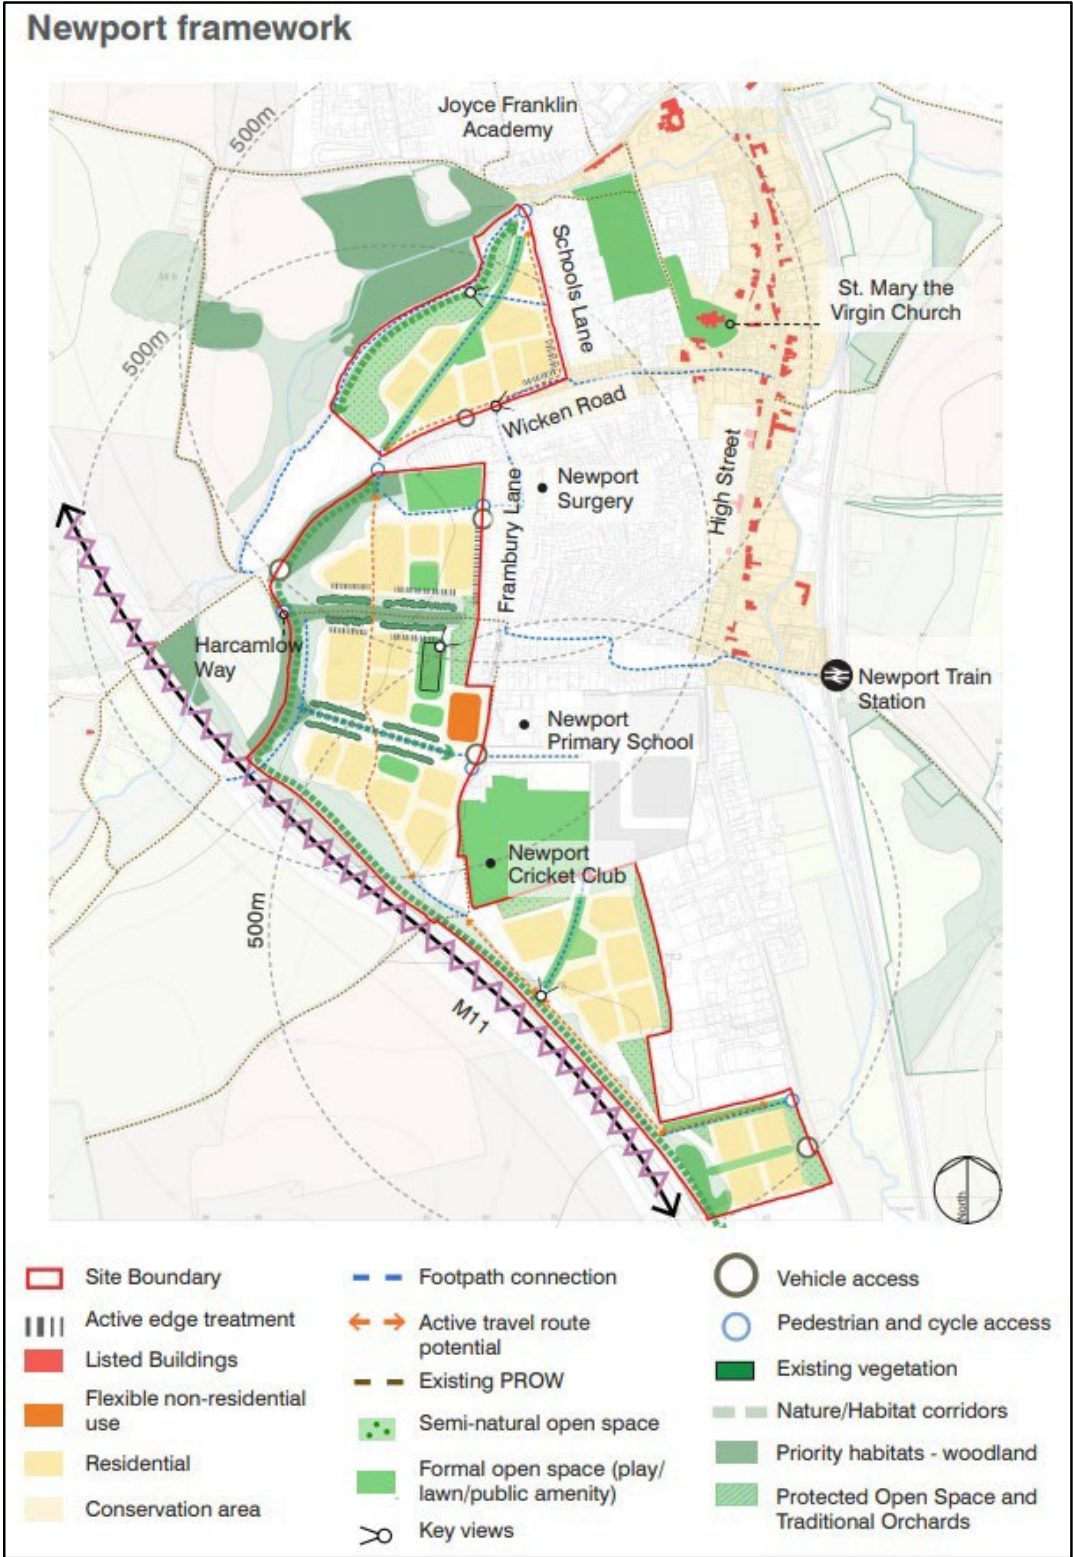 Newport framework
500m
Joyce Franklin
Academy
Schools Lane
St. Mary the
Virgin Church
500m
Wicken Road
High Street
Newport
Surgery
Frambury Lane
Harcamlow
Way
Newport Train
Station
Newport
Primary School
Newport
Cricket Club
500m
M11
North
Site Boundary
Active edge treatment
Listed Buildings
Flexible non-residential
use
Residential
Conservation area
Footpath connection
Active travel route
potential
Existing PROW
Semi-natural open space
Formal open space (play/
lawn/public amenity)
Key views
Vehicle access
Pedestrian and cycle access
Existing vegetation
Nature/Habitat corridors
Priority habitats - woodland
Protected Open Space and
Traditional Orchards